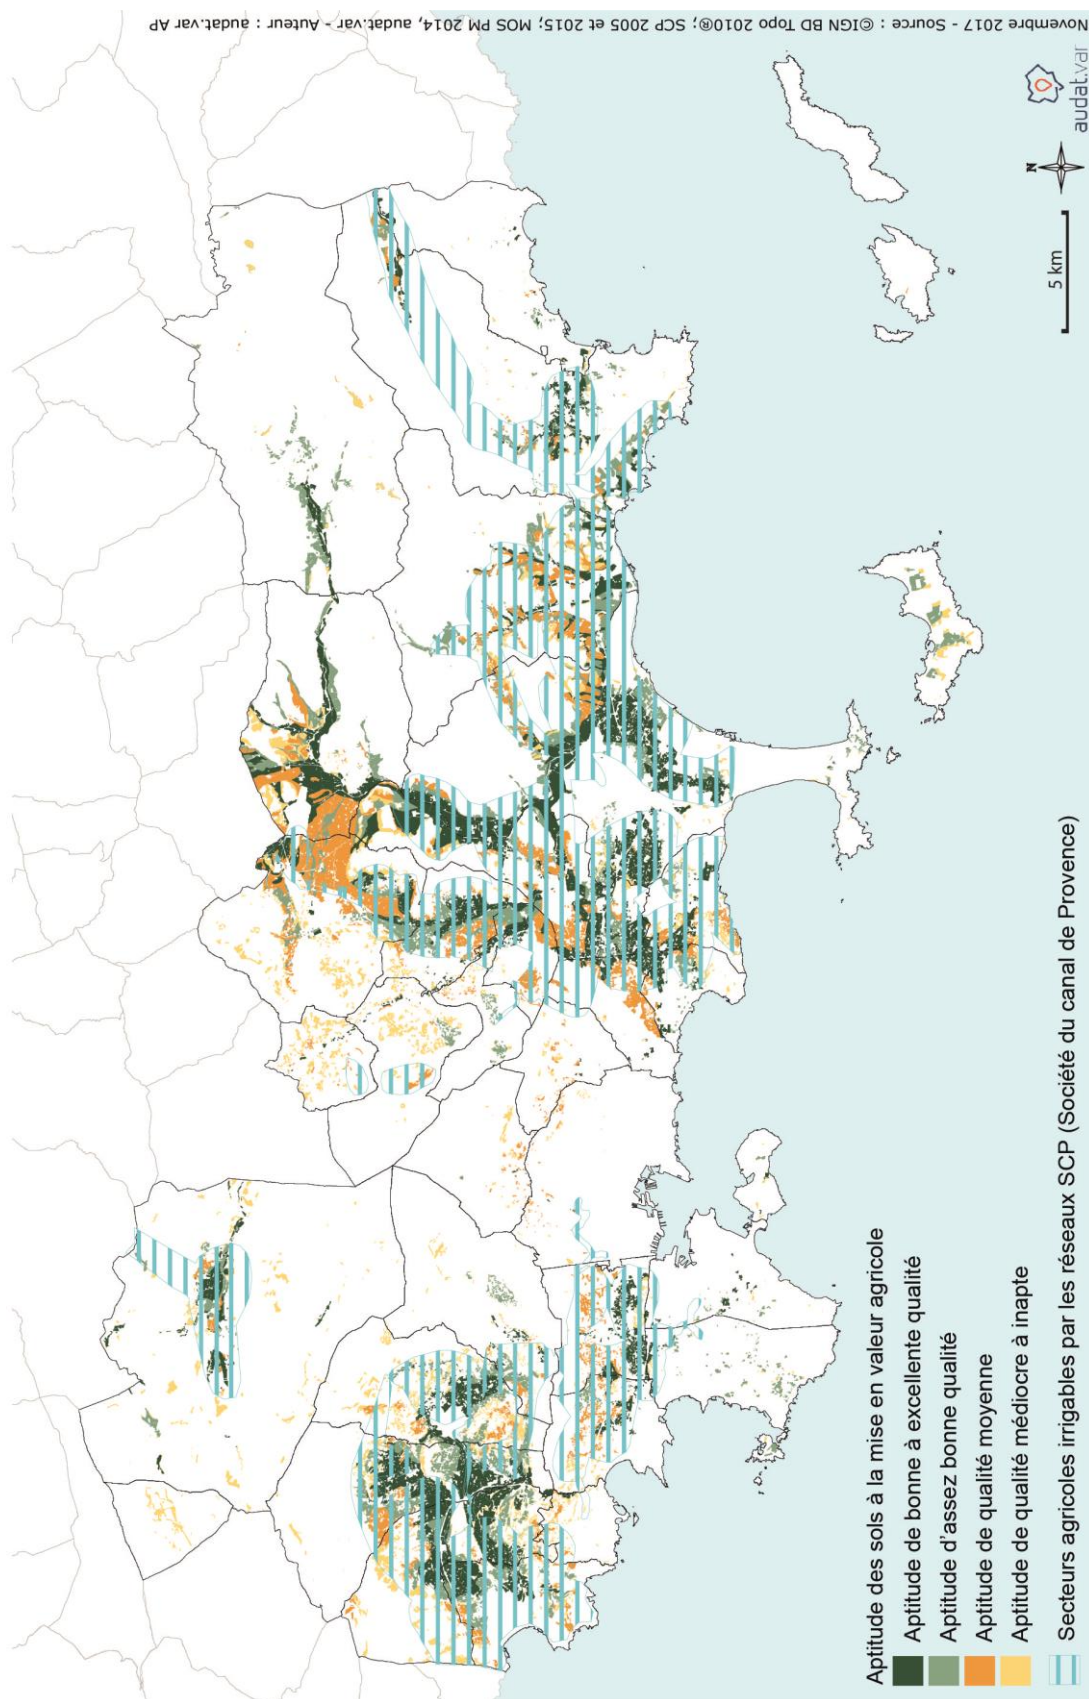 Novembre 2017 - Source : ©IGN BD Topo 2010®; SCP 2005 et 2015; MOS PM 2014, audat.var - Auteur : audat.var AP
Aptitude des sols à la mise en valeur agricole
Aptitude de bonne à excellente qualité
Aptitude d'assez bonne qualité
Aptitude de qualité moyenne
Aptitude de qualité médiocre à inapte
Secteurs agricoles irrigables par les réseaux SCP (Société du canal de Provence)
5 km
N
audat.var